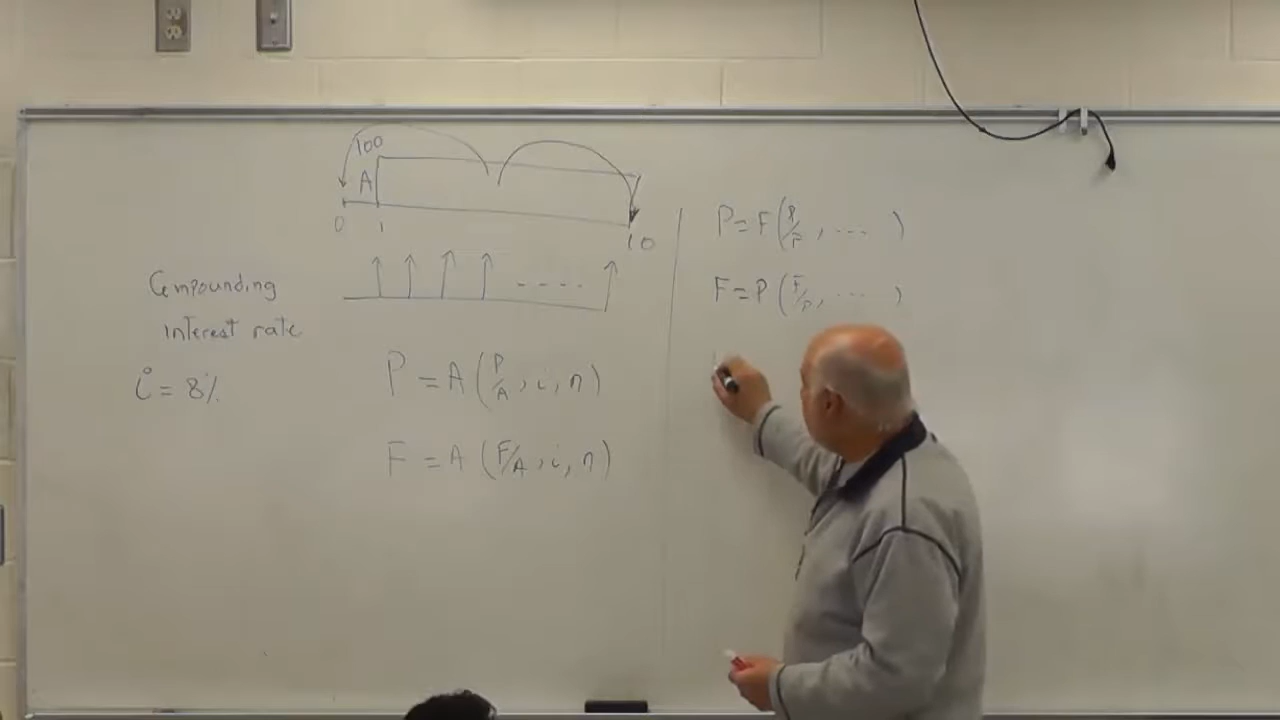 100
A
0 1 10
Compounding
interest rate
i = 8%
P = A (P/A, i, n)
F = A (F/A, i, n)
P = F (P/F, ... )
F = P (F/P, ... )